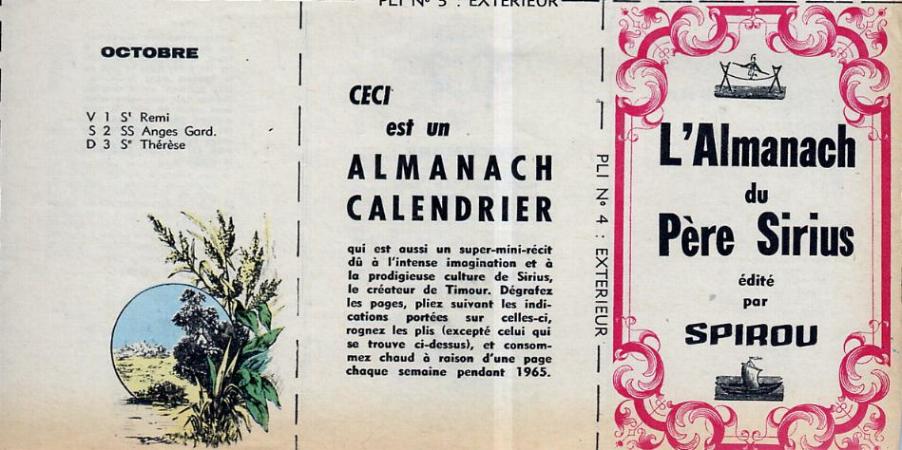 PLI N° 5 : EXTERIEUR
OCTOBRE
V 1 St Remi
S 2 SS Anges Gard.
D 3 Se Thérèse
CECI
est un
ALMANACH
CALENDRIER
qui est aussi un super-mini-récit
dû à l'intense imagination et à
la prodigieuse culture de Sirius,
le créateur de Timour. Dégrafez
les pages, pliez suivant les indi-
cations portées sur celles-ci,
rognez les plis (excepté celui qui
se trouve ci-dessus), et consom-
mez chaud à raison d'une page
chaque semaine pendant 1965.
PLI N° 4 : EXTERIEUR
L'Almanach
du
Père Sirius
édité
par
SPIROU